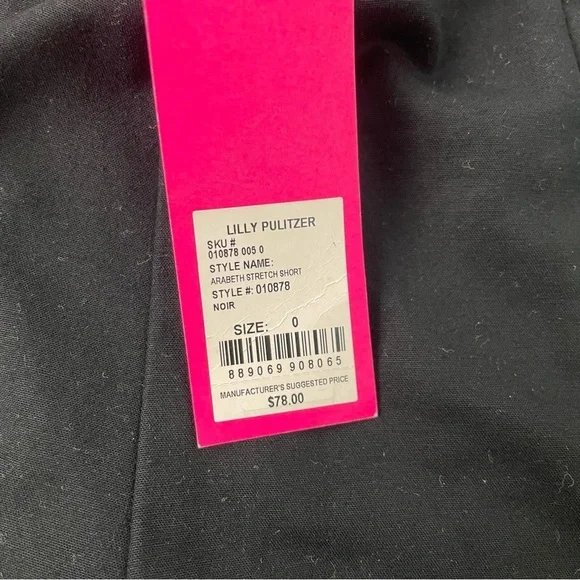 LILLY PULITZER
SKU #
010878 005 0
STYLE NAME:
ARABETH STRETCH SHORT
STYLE #: 010878
NOIR
SIZE: 0
889069 908065
MANUFACTURER'S SUGGESTED PRICE
$78.00